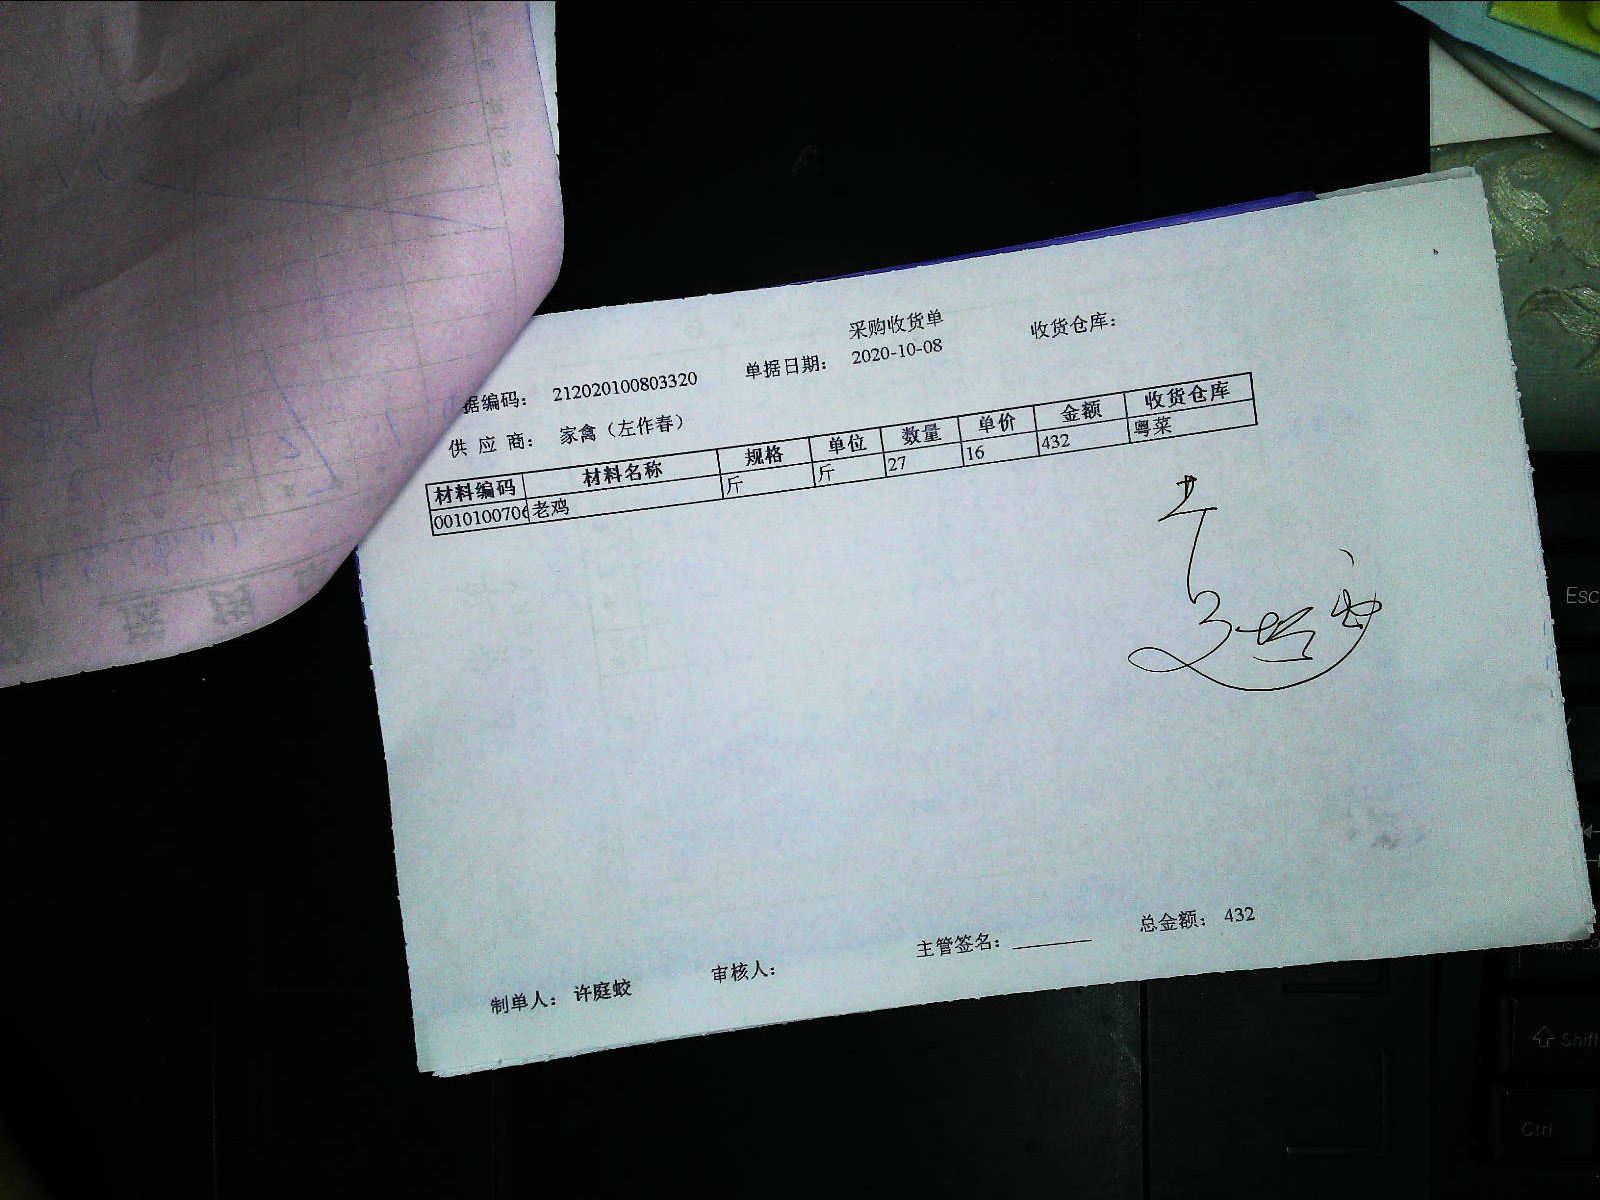 采购收货单
据编码： 212020100803320 单据日期： 2020-10-08 收货仓库：
供 应 商： 家禽（左作春）
材料编码 材料名称 规格 单位 数量 单价 金额 收货仓库
0010100706 老鸡 斤 斤 27 16 432 粤菜
制单人： 许庭蛟 审核人： 主管签名： 总金额： 432
Esc
Shift
Ctrl